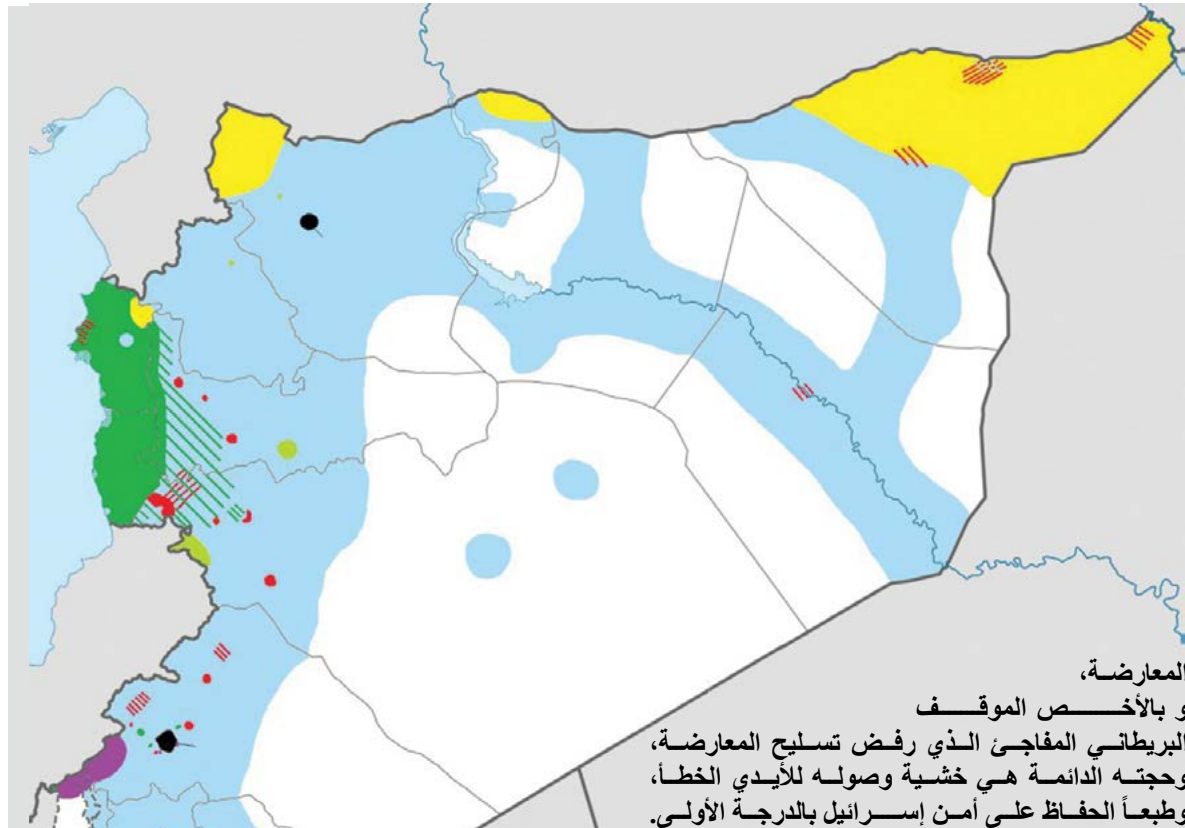 المعارضة،
و بالأخص الموقف
البريطاني المفاجئ الذي رفض تسليح المعارضة،
وحجته الدائمة هي خشية وصوله للأيدي الخطأ،
وطبعاً الحفاظ على أمن إسرائيل بالدرجة الأولى.